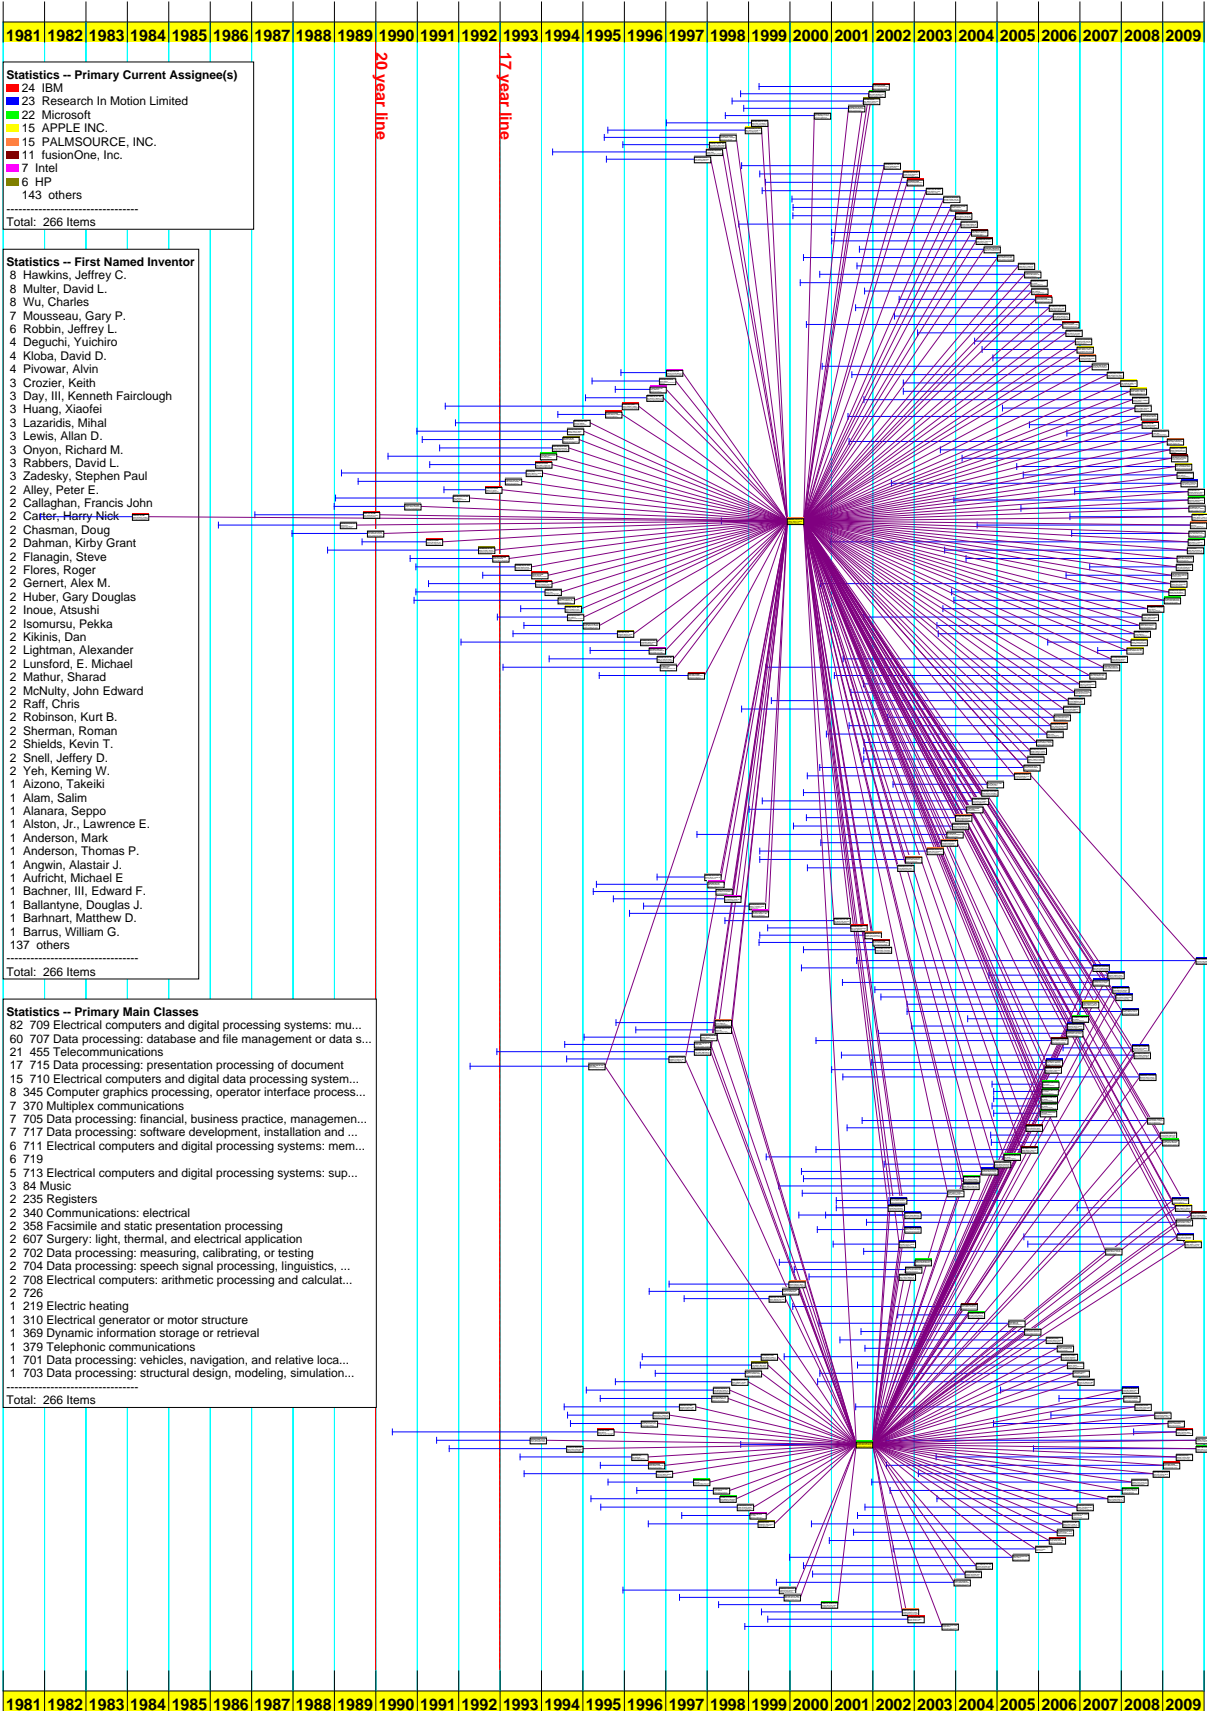 1981 1982 1983 1984 1985 1986 1987 1988 1989 1990 1991 1992 1993 1994 1995 1996 1997 1998 1999 2000 2001 2002 2003 2004 2005 2006 2007 2008 2009
20 year line
17 year line
Statistics -- Primary Current Assignee(s)
24 IBM
23 Research In Motion Limited
22 Microsoft
15 APPLE INC.
15 PALMSOURCE, INC.
11 fusionOne, Inc.
7 Intel
6 HP
143 others
----------------------------------
Total: 266 Items
Statistics -- First Named Inventor
8 Hawkins, Jeffrey C.
8 Multer, David L.
8 Wu, Charles
7 Mousseau, Gary P.
6 Robbin, Jeffrey L.
4 Deguchi, Yuichiro
4 Kloba, David D.
4 Pivowar, Alvin
3 Crozier, Keith
3 Day, III, Kenneth Fairclough
3 Huang, Xiaofei
3 Lazaridis, Mihal
3 Lewis, Allan D.
3 Onyon, Richard M.
3 Rabbers, David L.
3 Zadesky, Stephen Paul
2 Alley, Peter E.
2 Callaghan, Francis John
2 Carter, Harry Nick
2 Chasman, Doug
2 Dahman, Kirby Grant
2 Flanagin, Steve
2 Flores, Roger
2 Gernert, Alex M.
2 Huber, Gary Douglas
2 Inoue, Atsushi
2 Isomursu, Pekka
2 Kikinis, Dan
2 Lightman, Alexander
2 Lunsford, E. Michael
2 Mathur, Sharad
2 McNulty, John Edward
2 Raff, Chris
2 Robinson, Kurt B.
2 Sherman, Roman
2 Shields, Kevin T.
2 Snell, Jeffery D.
2 Yeh, Keming W.
1 Aizono, Takeiki
1 Alam, Salim
1 Alanara, Seppo
1 Alston, Jr., Lawrence E.
1 Anderson, Mark
1 Anderson, Thomas P.
1 Angwin, Alastair J.
1 Aufricht, Michael E
1 Bachner, III, Edward F.
1 Ballantyne, Douglas J.
1 Barhnart, Matthew D.
1 Barrus, William G.
137 others
----------------------------------
Total: 266 Items
Statistics -- Primary Main Classes
82 709 Electrical computers and digital processing systems: mu...
60 707 Data processing: database and file management or data s...
21 455 Telecommunications
17 715 Data processing: presentation processing of document
15 710 Electrical computers and digital data processing system...
8 345 Computer graphics processing, operator interface process...
7 370 Multiplex communications
7 705 Data processing: financial, business practice, managemen...
7 717 Data processing: software development, installation and ...
6 711 Electrical computers and digital processing systems: mem...
6 719
5 713 Electrical computers and digital processing systems: sup...
3 84 Music
2 235 Registers
2 340 Communications: electrical
2 358 Facsimile and static presentation processing
2 607 Surgery: light, thermal, and electrical application
2 702 Data processing: measuring, calibrating, or testing
2 704 Data processing: speech signal processing, linguistics, ...
2 708 Electrical computers: arithmetic processing and calculat...
2 726
1 219 Electric heating
1 310 Electrical generator or motor structure
1 369 Dynamic information storage or retrieval
1 379 Telephonic communications
1 701 Data processing: vehicles, navigation, and relative loca...
1 703 Data processing: structural design, modeling, simulation...
----------------------------------
Total: 266 Items
1981 1982 1983 1984 1985 1986 1987 1988 1989 1990 1991 1992 1993 1994 1995 1996 1997 1998 1999 2000 2001 2002 2003 2004 2005 2006 2007 2008 2009